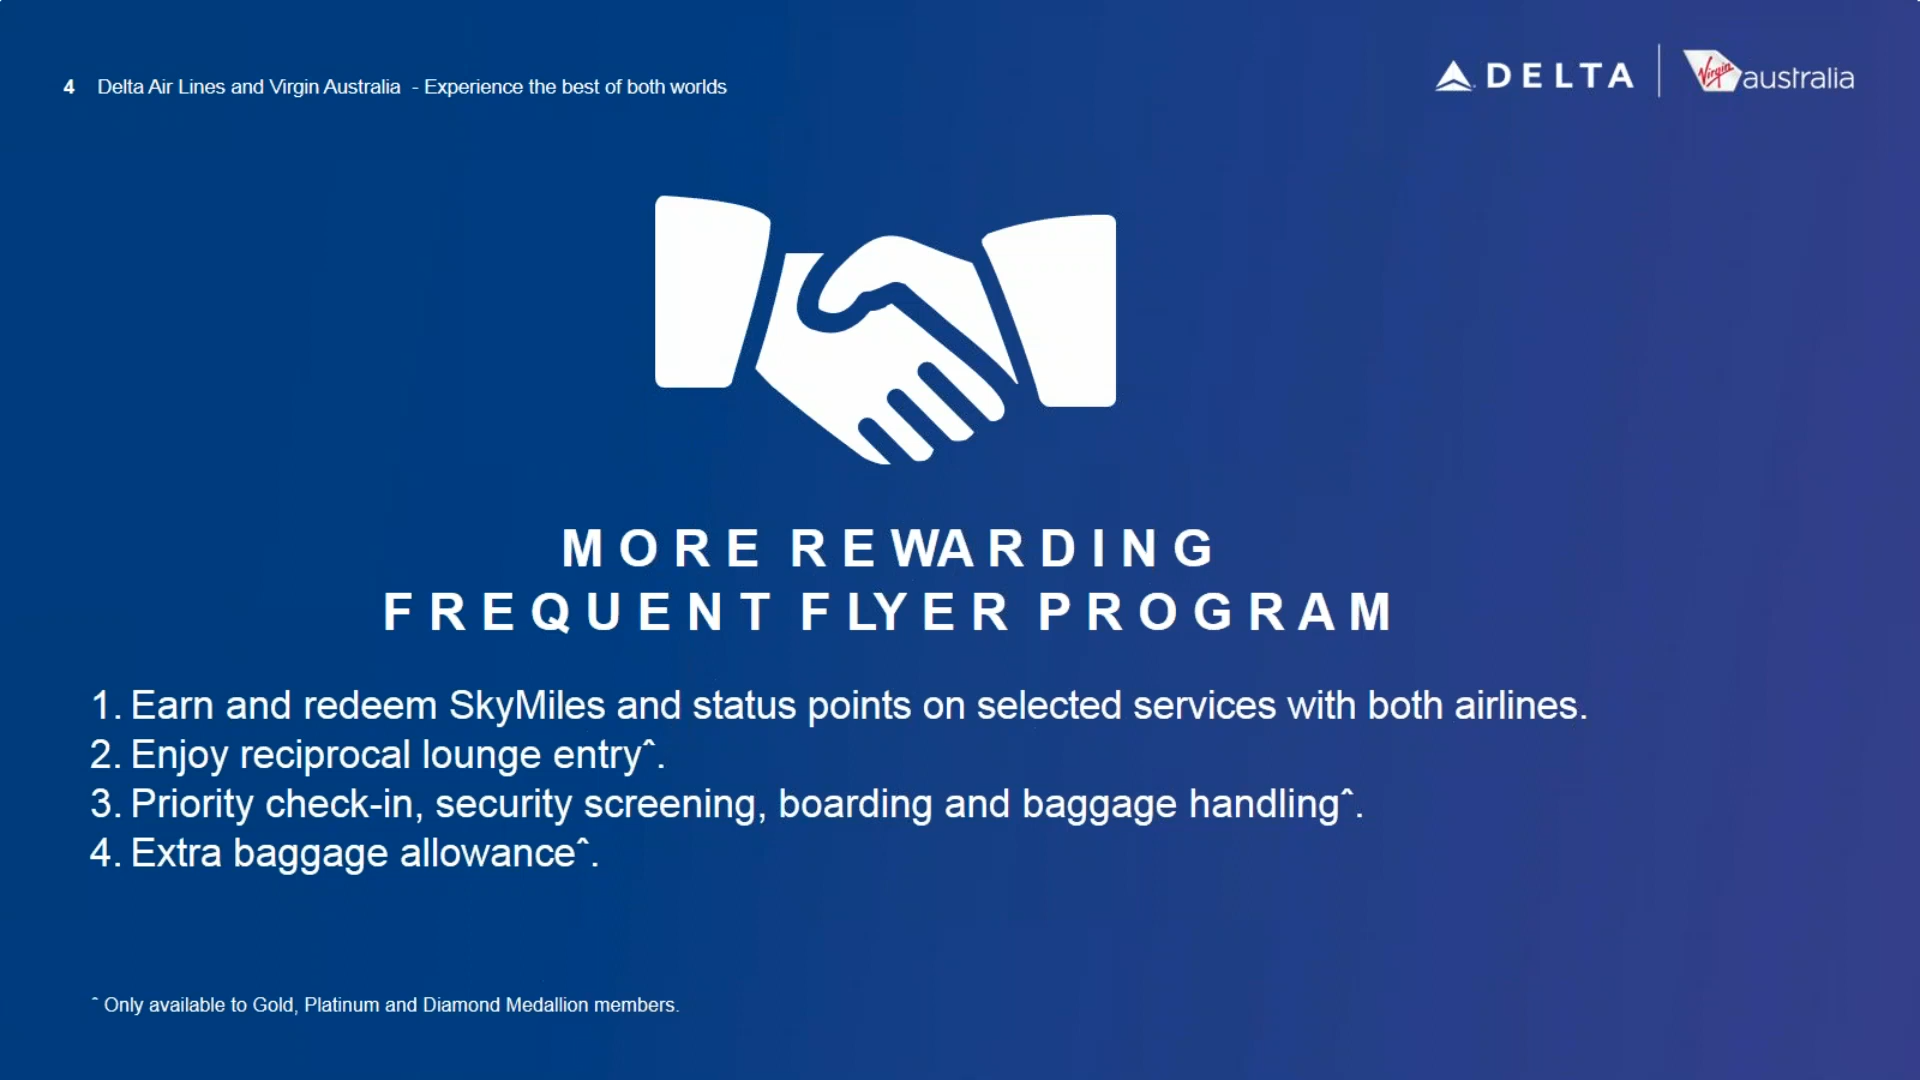 4 Delta Air Lines and Virgin Australia - Experience the best of both worlds
DELTA
Virgin australia
MORE REWARDING
FREQUENT FLYER PROGRAM
1. Earn and redeem SkyMiles and status points on selected services with both airlines.
2. Enjoy reciprocal lounge entry^.
3. Priority check-in, security screening, boarding and baggage handling^.
4. Extra baggage allowance^.
^ Only available to Gold, Platinum and Diamond Medallion members.